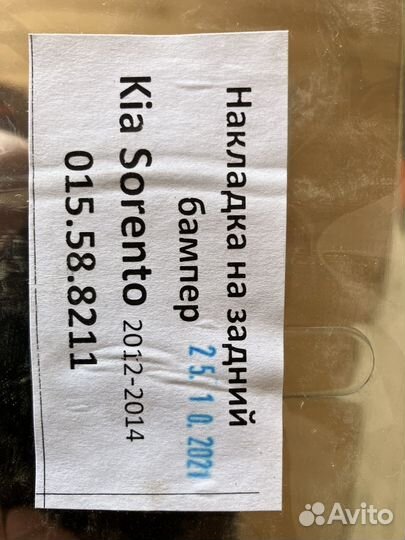 Накладка на задний
бампер 25.10.2021
Kia Sorento 2012-2014
015.58.8211
Avito